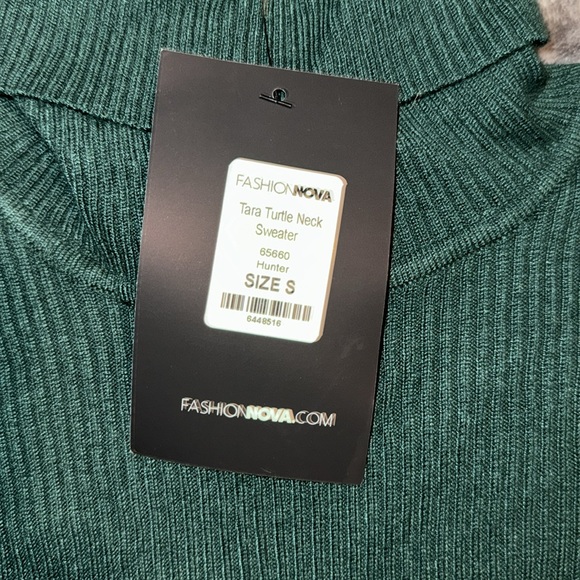 FASHIONNOVA
Tara Turtle Neck
Sweater
65660
Hunter
SIZE S
6448516
FASHIONNOVA.COM